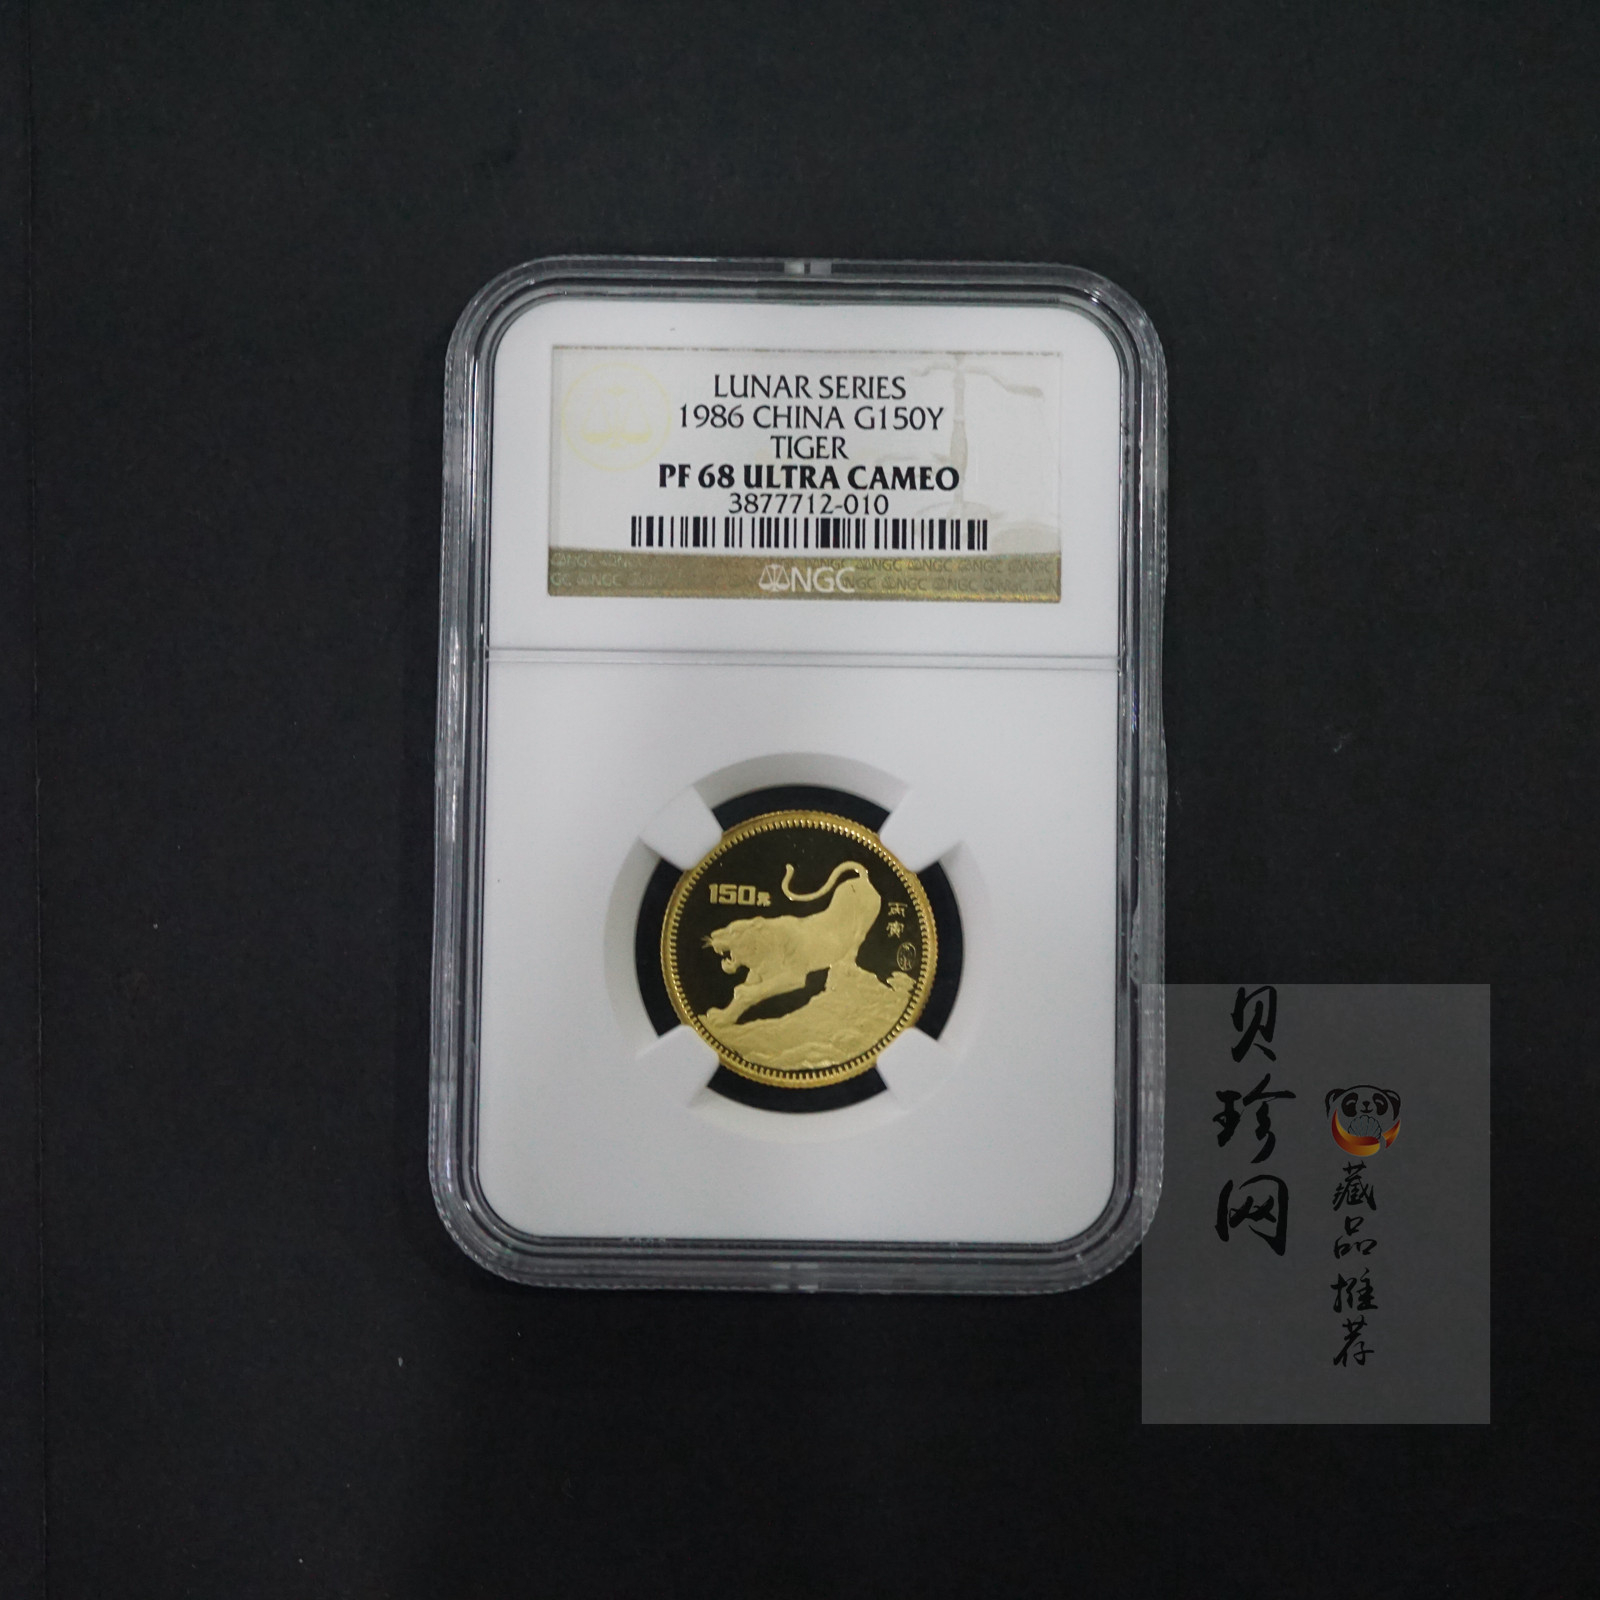 LUNAR SERIES
1986 CHINA G150Y
TIGER
PF 68 ULTRA CAMEO
3877712-010
NGC
150元
丙寅
贝珍网
藏品推荐